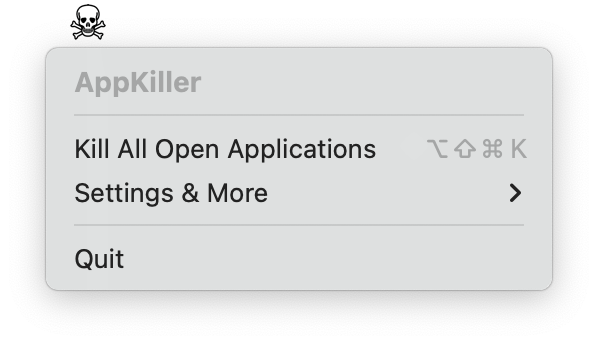 AppKiller
Kill All Open Applications ⌥⇧⌘K
Settings & More
Quit